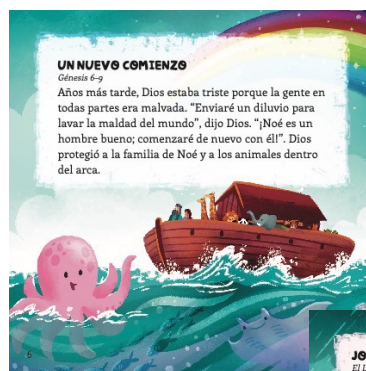 UN NUEVO COMIENZO
Génesis 6-9
Años más tarde, Dios estaba triste porque la gente en
todas partes era malvada. “Enviaré un diluvio para
lavar la maldad del mundo”, dijo Dios. “¡Noé es un
hombre bueno; comenzaré de nuevo con él!”. Dios
protegió a la familia de Noé y a los animales dentro
del arca.
6
JO
El